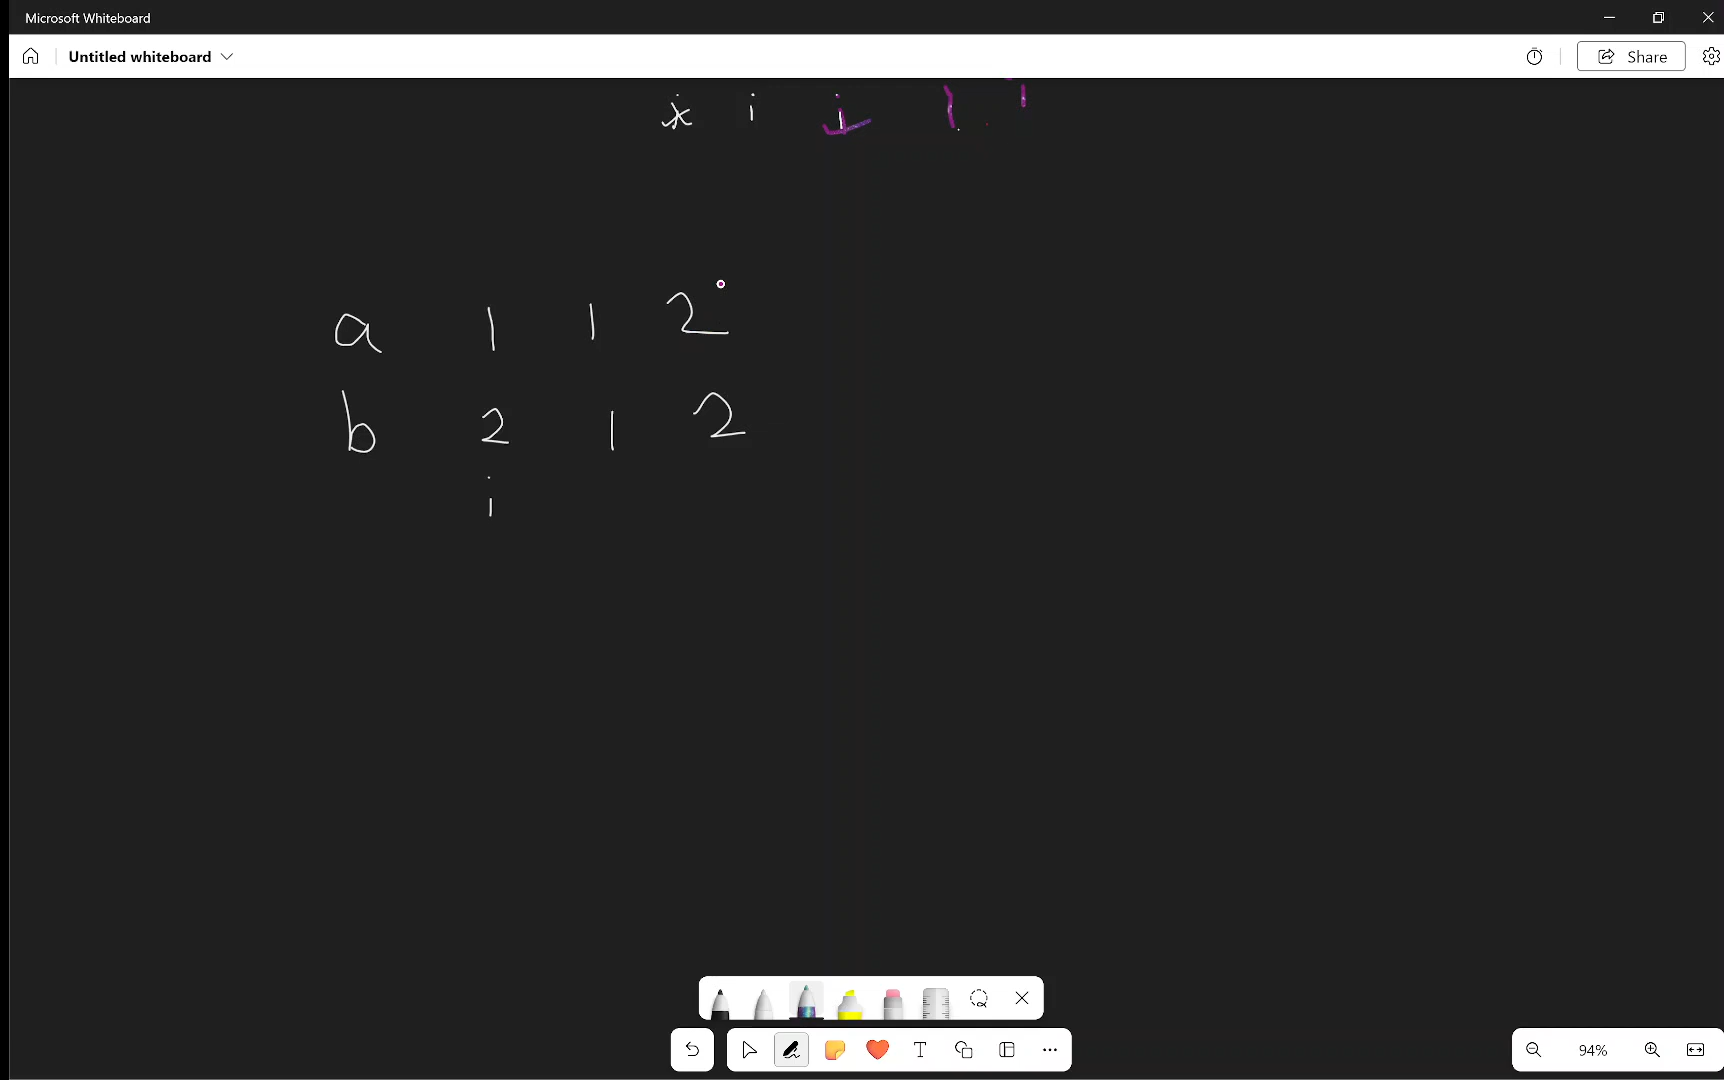 Microsoft Whiteboard
Untitled whiteboard
Share
i i
a 1 1 2
b 2 1 2
i
T
94%